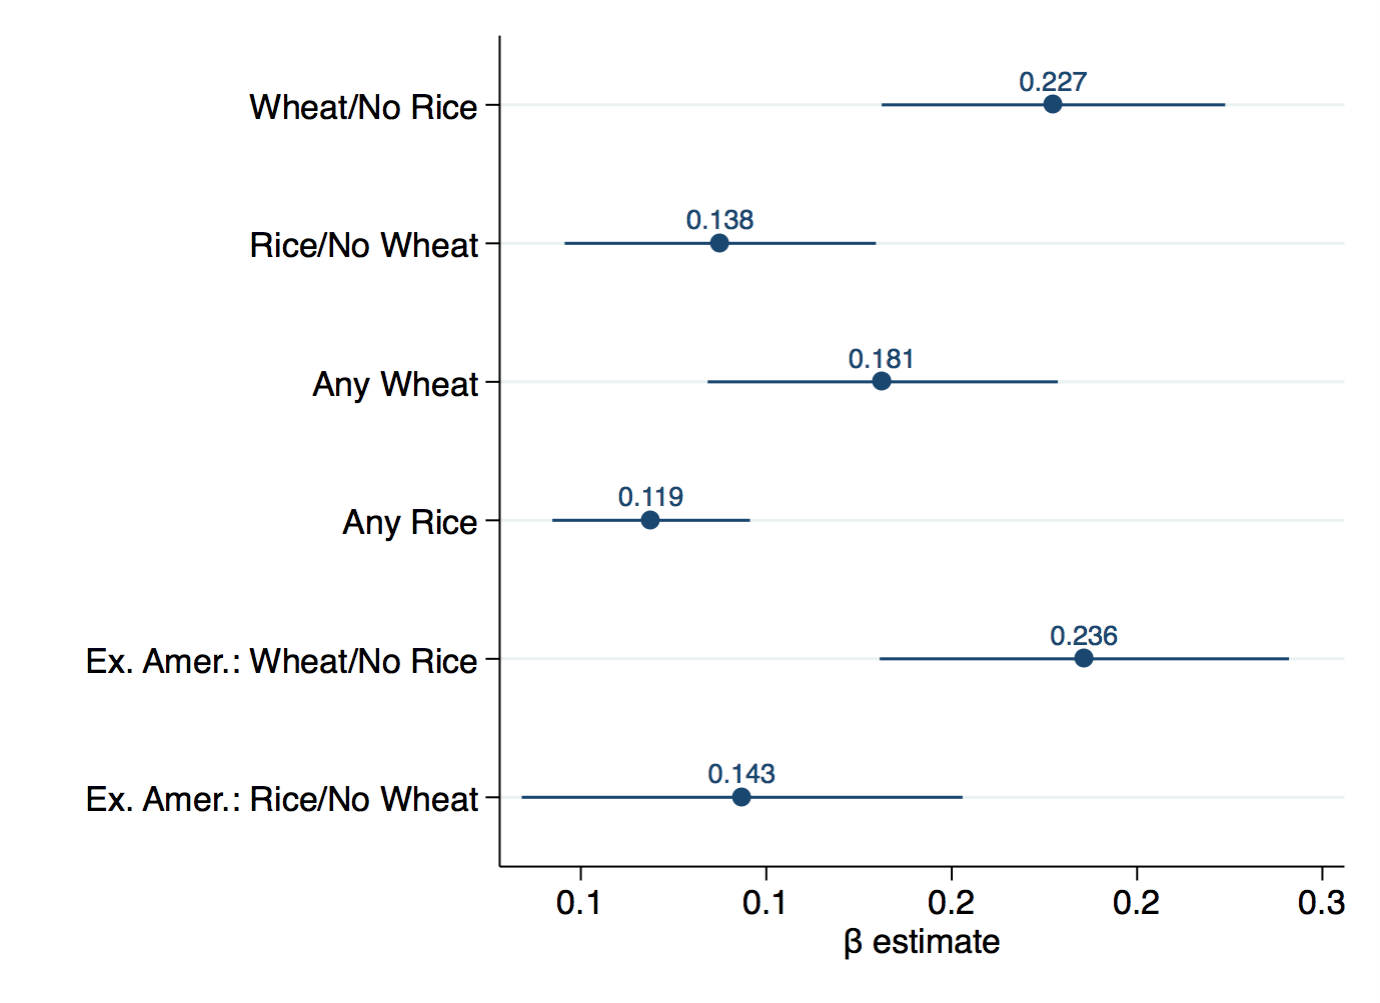 0.227
Wheat/No Rice
0.138
Rice/No Wheat
0.181
Any Wheat
0.119
Any Rice
0.236
Ex. Amer.: Wheat/No Rice
0.143
Ex. Amer.: Rice/No Wheat
0.1 0.1 0.2 0.2 0.3
β estimate